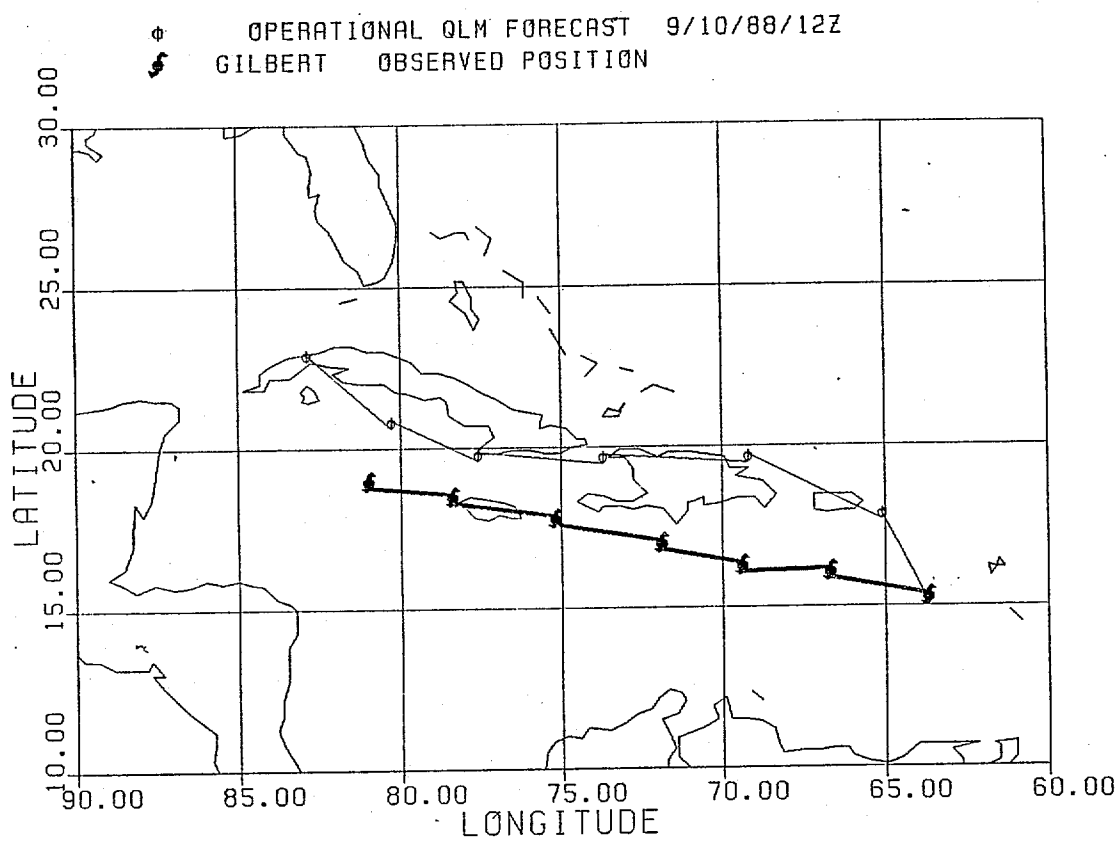 OPERATIONAL QLM FORECAST 9/10/88/12Z
GILBERT OBSERVED POSITION
30.00
25.00
20.00
15.00
10.00
LATITUDE
90.00 85.00 80.00 75.00 70.00 65.00 60.00
LONGITUDE